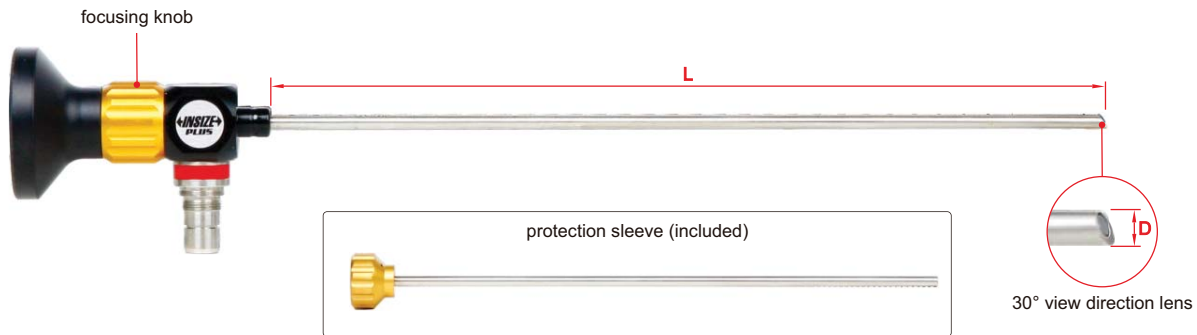 focusing knob
L
INSIZE
PLUS
protection sleeve (included)
D
30° view direction lens